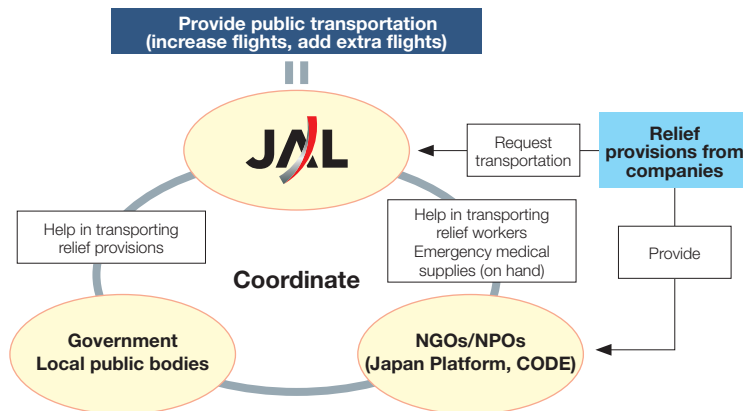 Provide public transportation
(increase flights, add extra flights)
JAL
Request
transportation
Relief
provisions from
companies
Help in transporting
relief provisions
Help in transporting
relief workers
Emergency medical
supplies (on hand)
Provide
Coordinate
Government
Local public bodies
NGOs/NPOs
(Japan Platform, CODE)